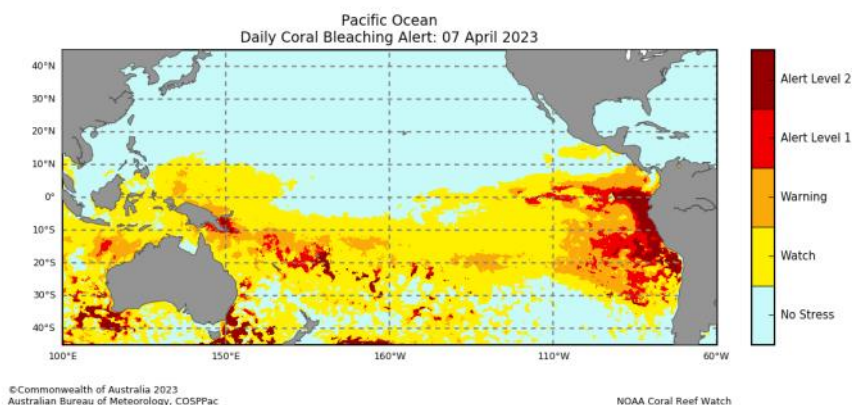 Pacific Ocean
Daily Coral Bleaching Alert: 07 April 2023
40°N
30°N
20°N
10°N
0°
10°S
20°S
30°S
40°S
100°E
150°E
160°W
110°W
60°W
Alert Level 2
Alert Level 1
Warning
Watch
No Stress
©Commonwealth of Australia 2023
Australian Bureau of Meteorology, COSPPac
NOAA Coral Reef Watch